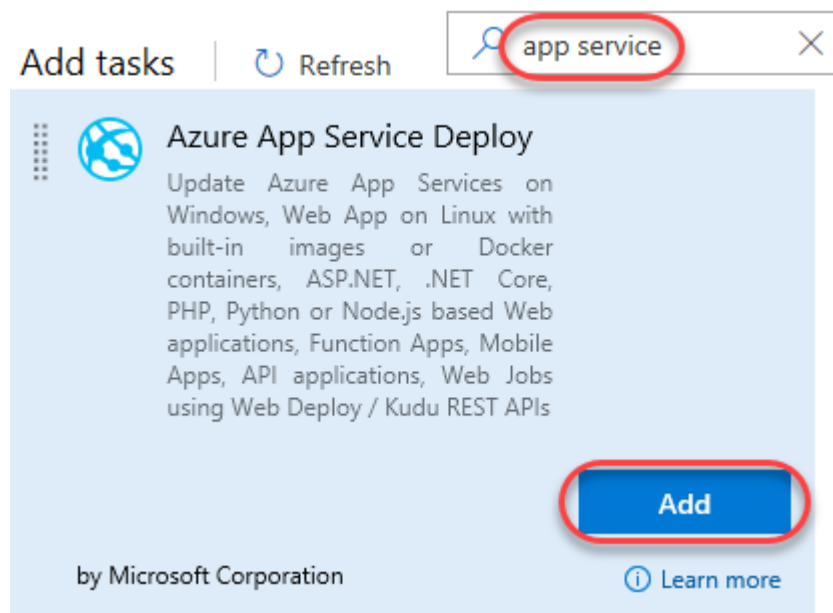 Add tasks
Refresh
app service
Azure App Service Deploy
Update Azure App Services on
Windows, Web App on Linux with
built-in images or Docker
containers, ASP.NET, .NET Core,
PHP, Python or Node.js based Web
applications, Function Apps, Mobile
Apps, API applications, Web Jobs
using Web Deploy / Kudu REST APIs
Add
by Microsoft Corporation
Learn more